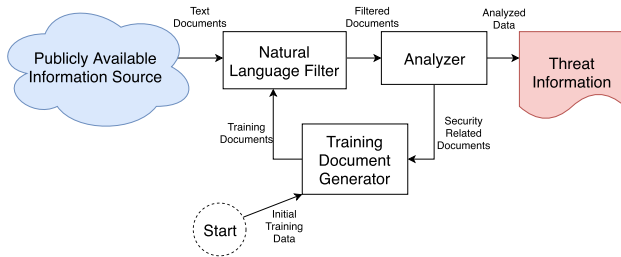 Text
Documents
Publicly Available
Information Source
Natural
Language Filter
Filtered
Documents
Analyzer
Analyzed
Data
Threat
Information
Training
Documents
Security
Related
Documents
Training
Document
Generator
Start
Initial
Training
Data